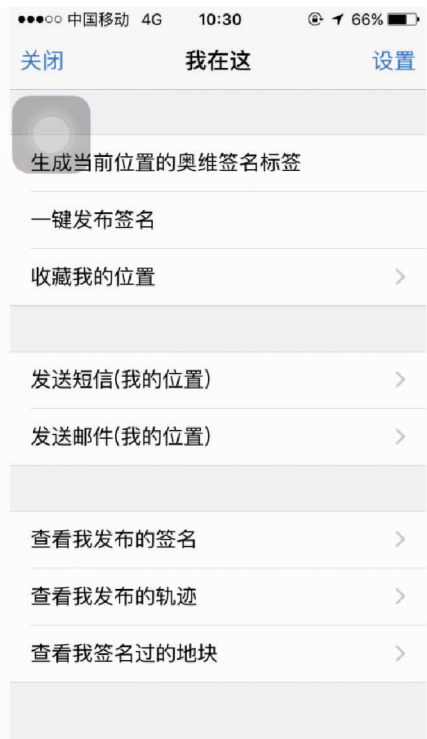 中国移动 4G 10:30 66%
关闭 我在这 设置
生成当前位置的奥维签名标签
一键发布签名
收藏我的位置
发送短信(我的位置)
发送邮件(我的位置)
查看我发布的签名
查看我发布的轨迹
查看我签名过的地块